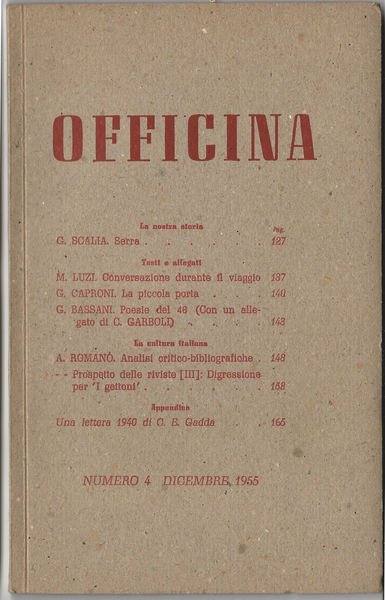 OFFICINA
La nostra storia
pag.
G. SCALIA. Serra . . . . . . 127
Testi e allegati
M. LUZI. Conversazione durante il viaggio 137
G. CAPRONI. La piccola porta . . . . 140
G. BASSANI. Poesie del 46 (Con un alle-
gato di C. GARBOLI) . . . . . 143
La cultura italiana
A. ROMANÒ. Analisi critico-bibliografiche . 148
-- Prospetto delle riviste [III]: Digressione
per 'I gettoni' . . . . . . 158
Appendice
Una lettera 1940 di C. E. Gadda . . 165
NUMERO 4 DICEMBRE, 1955